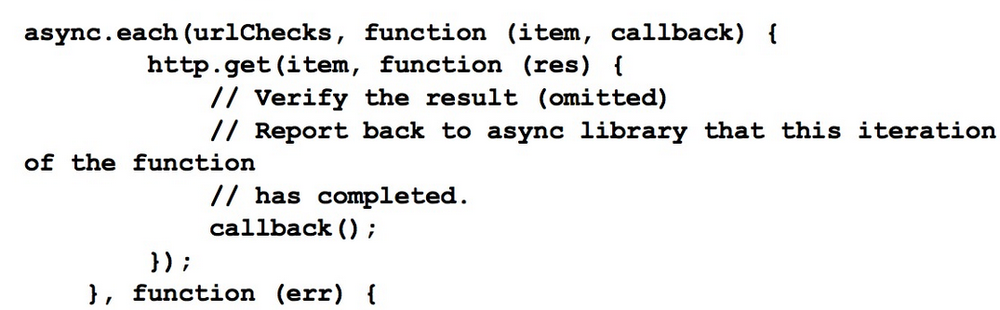 async.each(urlChecks, function (item, callback) {
        http.get(item, function (res) {
            // Verify the result (omitted)
            // Report back to async library that this iteration
of the function
            // has completed.
            callback();
        });
    }, function (err) {